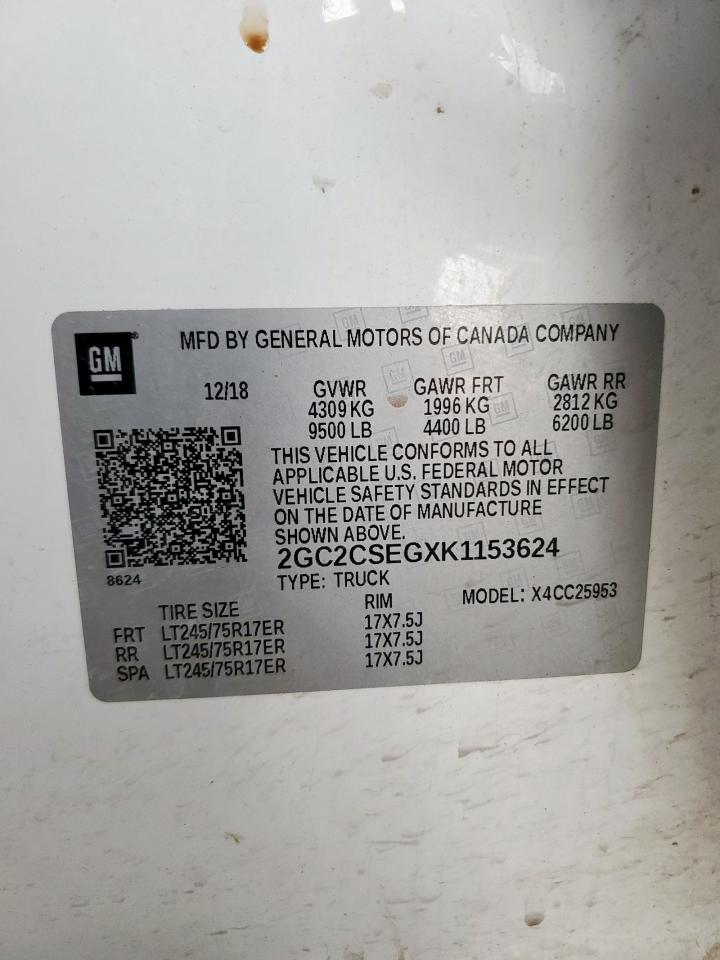 GM
MFD BY GENERAL MOTORS OF CANADA COMPANY
12/18 GVWR GAWR FRT GAWR RR
4309 KG 1996 KG 2812 KG
9500 LB 4400 LB 6200 LB
THIS VEHICLE CONFORMS TO ALL
APPLICABLE U.S. FEDERAL MOTOR
VEHICLE SAFETY STANDARDS IN EFFECT
ON THE DATE OF MANUFACTURE
SHOWN ABOVE.
2GC2CSEGXK1153624
8624
TYPE: TRUCK MODEL: X4CC25953
TIRE SIZE RIM
FRT LT245/75R17ER 17X7.5J
RR LT245/75R17ER 17X7.5J
SPA LT245/75R17ER 17X7.5J